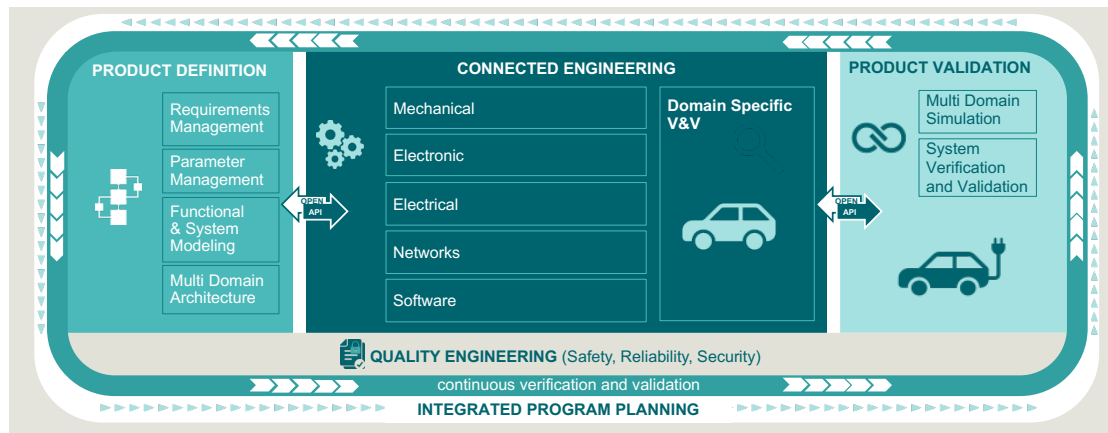 PRODUCT DEFINITION
Requirements
Management
Parameter
Management
Functional
& System
Modeling
Multi Domain
Architecture
OPEN
API
CONNECTED ENGINEERING
Mechanical
Electronic
Electrical
Networks
Software
Domain Specific
V&V
OPEN
API
PRODUCT VALIDATION
Multi Domain
Simulation
System
Verification
and Validation
QUALITY ENGINEERING (Safety, Reliability, Security)
continuous verification and validation
INTEGRATED PROGRAM PLANNING